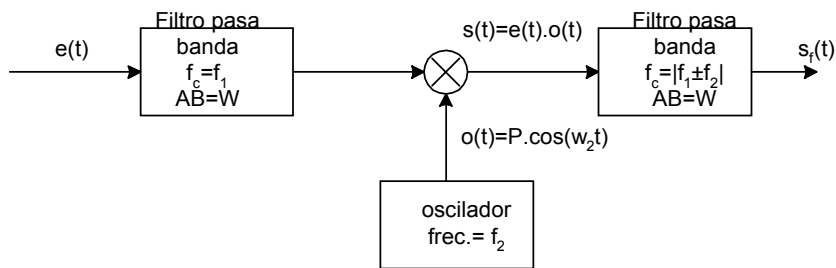 Filtro pasa
banda
f_c=f_1
AB=W
e(t)
s(t)=e(t).o(t)
Filtro pasa
banda
f_c=|f_1±f_2|
AB=W
s_f(t)
o(t)=P.cos(w_2t)
oscilador
frec.= f_2